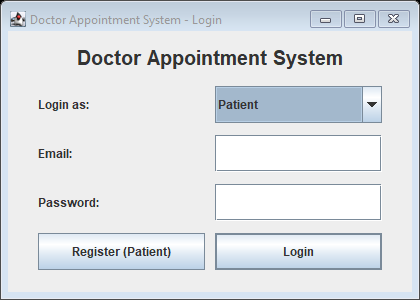 Doctor Appointment System - Login
Doctor Appointment System
Login as:
Patient
Email:
Password:
Register (Patient)
Login